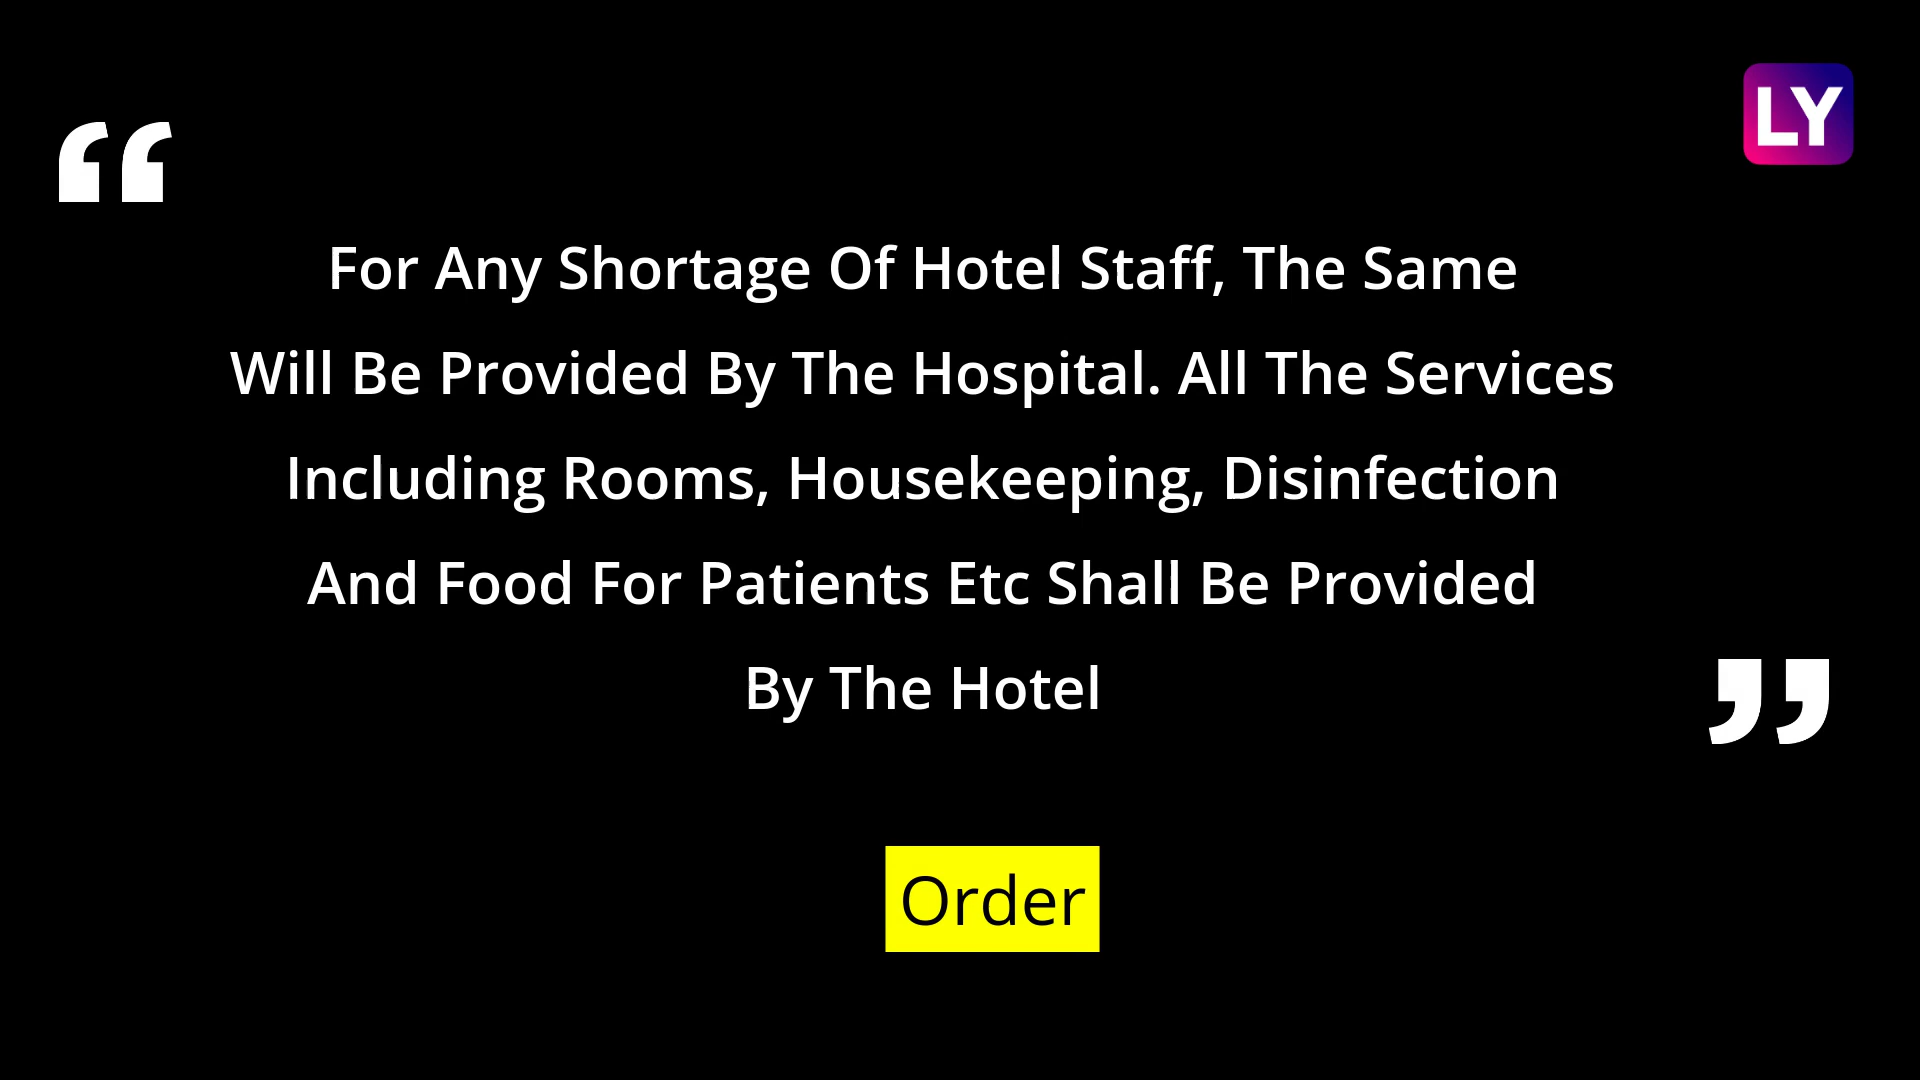 LY
“
For Any Shortage Of Hotel Staff, The Same
Will Be Provided By The Hospital. All The Services
Including Rooms, Housekeeping, Disinfection
And Food For Patients Etc Shall Be Provided
By The Hotel
”
Order